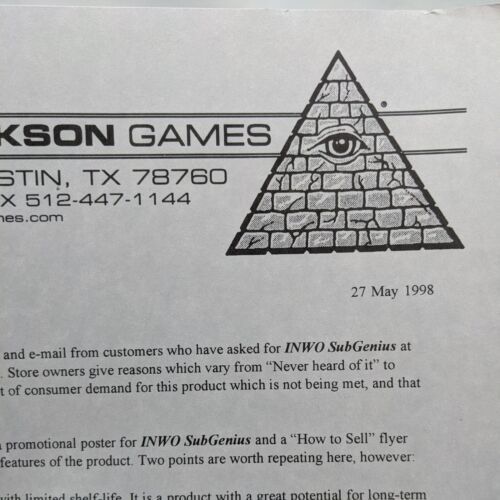 KSON GAMES
STIN, TX 78760
X 512-447-1144
nes.com
®
27 May 1998
and e-mail from customers who have asked for INWO SubGenius at
. Store owners give reasons which vary from “Never heard of it” to
t of consumer demand for this product which is not being met, and that
promotional poster for INWO SubGenius and a “How to Sell” flyer
features of the product. Two points are worth repeating here, however:
with limited shelf-life. It is a product with a great potential for long-term